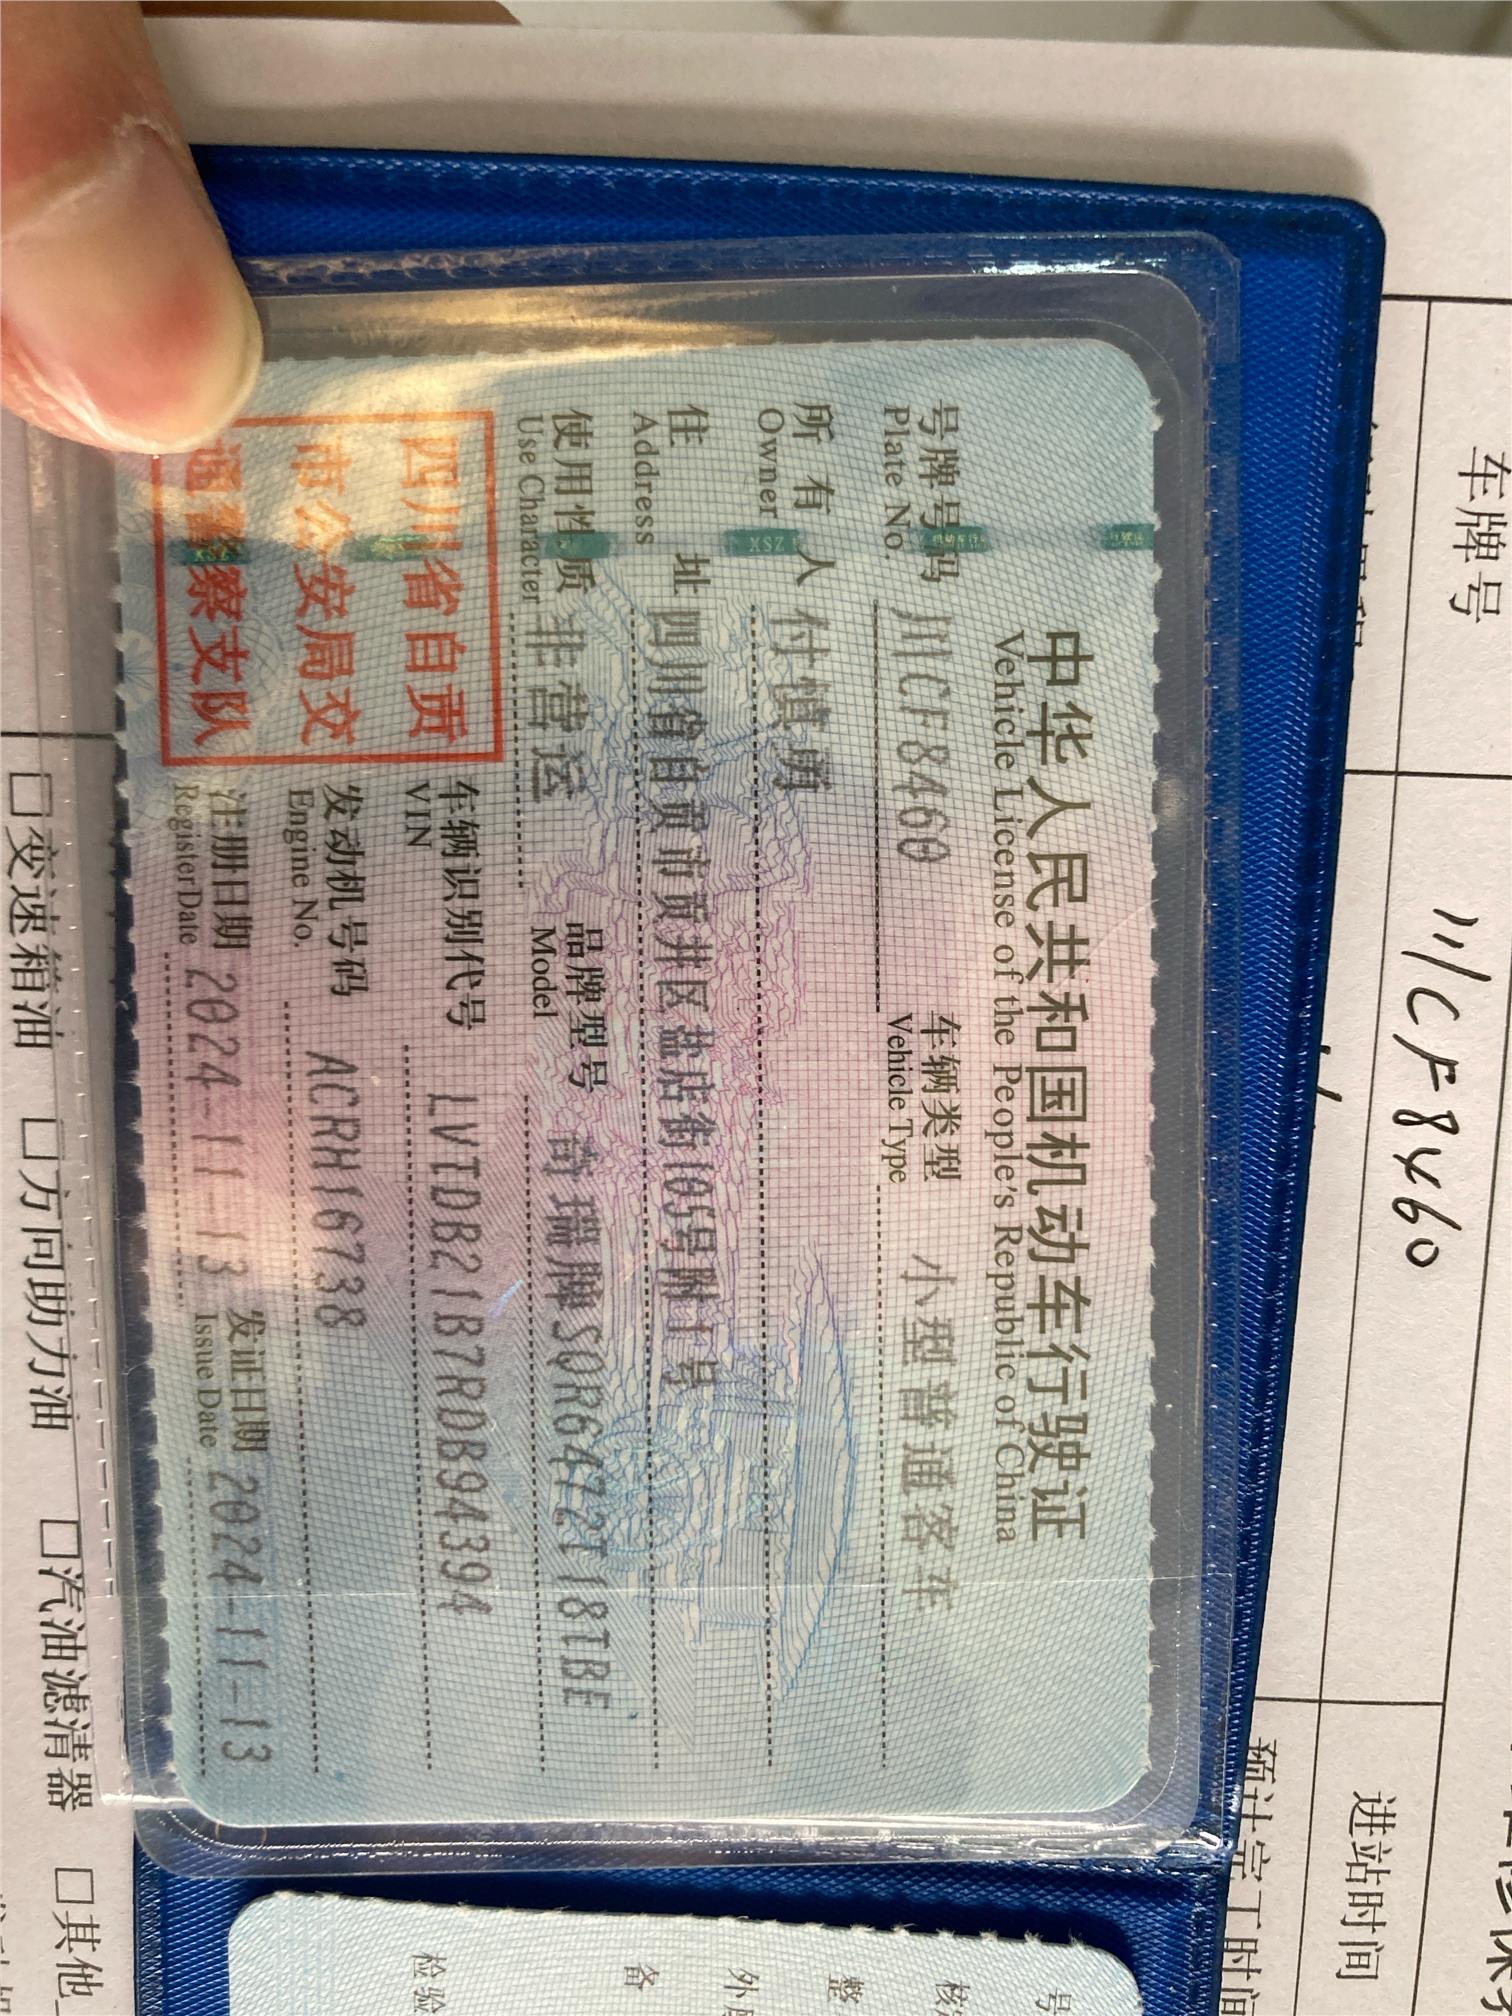 车牌号
川CF8460
进站时间
中华人民共和国机动车行驶证
Vehicle License of the People's Republic of China
号牌号码 川CF8460 车辆类型 小型普通客车
Plate No. Vehicle Type
所有人 付慎勇
Owner
住址 四川省自贡市贡井区盐店街105号附1号
Address
使用性质 非营运 品牌型号 奇瑞牌SQR6472T18TBE
Use Character Model
四川省自贡
市公安局交
通警察支队
车辆识别代号 LVTDB21B7RDB94394
VIN
发动机号码 ACRH16738
Engine No.
注册日期 2024-11-13 发证日期 2024-11-13
Register Date Issue Date
□变速箱油 □方向助力油 □汽油滤清器 □其他
检验